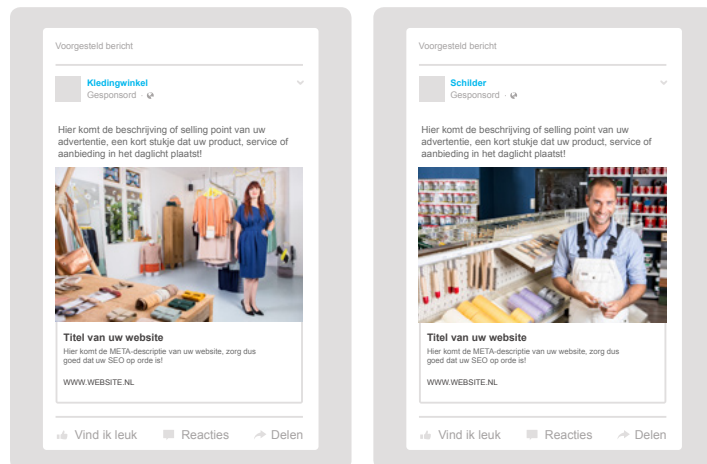 Voorgesteld bericht
Kledingwinkel
Gesponsord ·
Hier komt de beschrijving of selling point van uw
advertentie, een kort stukje dat uw product, service of
aanbieding in het daglicht plaatst!
Titel van uw website
Hier komt de META-descriptie van uw website, zorg dus
goed dat uw SEO op orde is!
WWW.WEBSITE.NL
Vind ik leuk Reacties Delen
Voorgesteld bericht
Schilder
Gesponsord ·
Hier komt de beschrijving of selling point van uw
advertentie, een kort stukje dat uw product, service of
aanbieding in het daglicht plaatst!
Titel van uw website
Hier komt de META-descriptie van uw website, zorg dus
goed dat uw SEO op orde is!
WWW.WEBSITE.NL
Vind ik leuk Reacties Delen